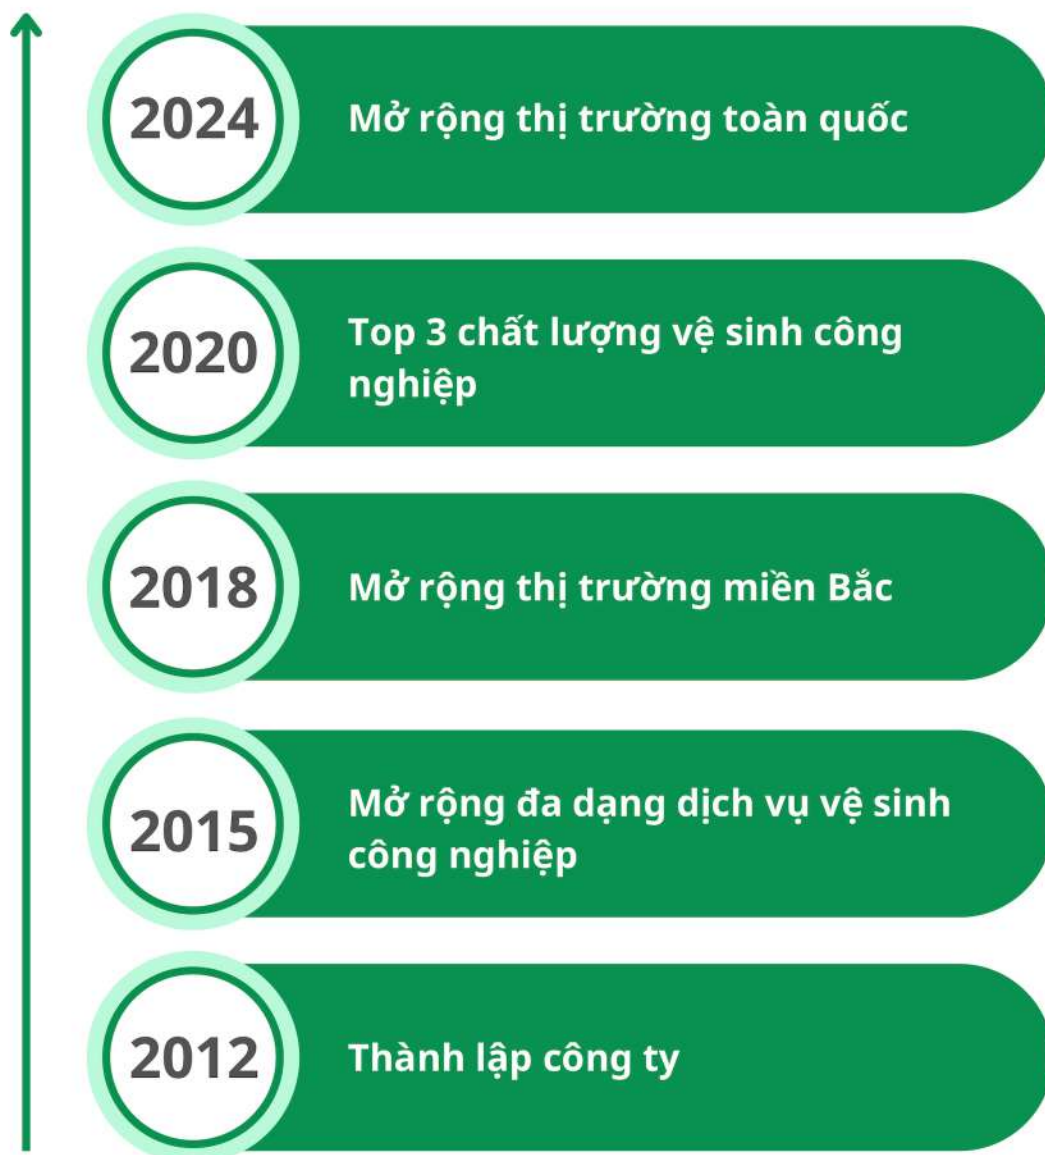 2024
Mở rộng thị trường toàn quốc
2020
Top 3 chất lượng vệ sinh công
nghiệp
2018
Mở rộng thị trường miền Bắc
2015
Mở rộng đa dạng dịch vụ vệ sinh
công nghiệp
2012
Thành lập công ty